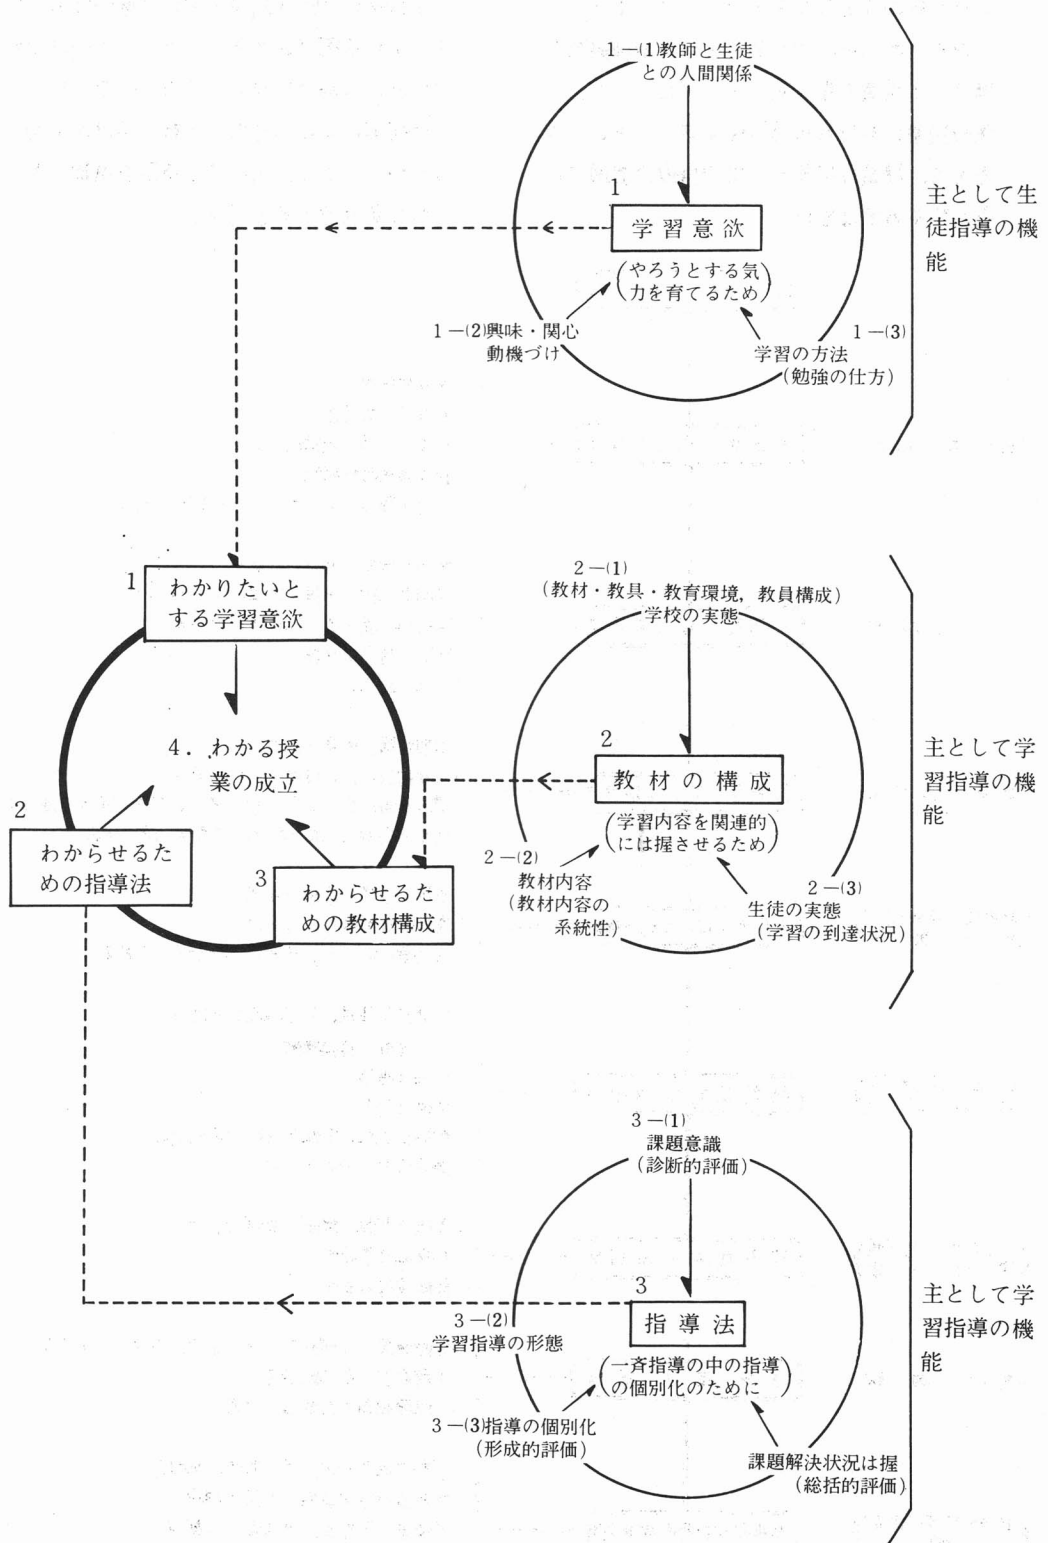 1―(1)教師と生徒
との人間関係
1
学習意欲
(やろうとする気
力を育てるため)
1―(2)興味・関心
動機づけ
1―(3)
学習の方法
(勉強の仕方)
主として生
徒指導の機
能
1
わかりたいと
する学習意欲
4.わかる授
業の成立
2
わからせるた
めの指導法
3
わからせるた
めの教材構成
2―(1)
(教材・教具・教育環境,教員構成)
学校の実態
2
教材の構成
(学習内容を関連的
には握させるため)
2―(2)
教材内容
(教材内容の
系統性)
2―(3)
生徒の実態
(学習の到達状況)
主として学
習指導の機
能
3―(1)
課題意識
(診断的評価)
3
指導法
(一斉指導の中の指導
の個別化のために)
3―(2)
学習指導の形態
3―(3)指導の個別化
(形成的評価)
課題解決状況は握
(総括的評価)
主として学
習指導の機
能